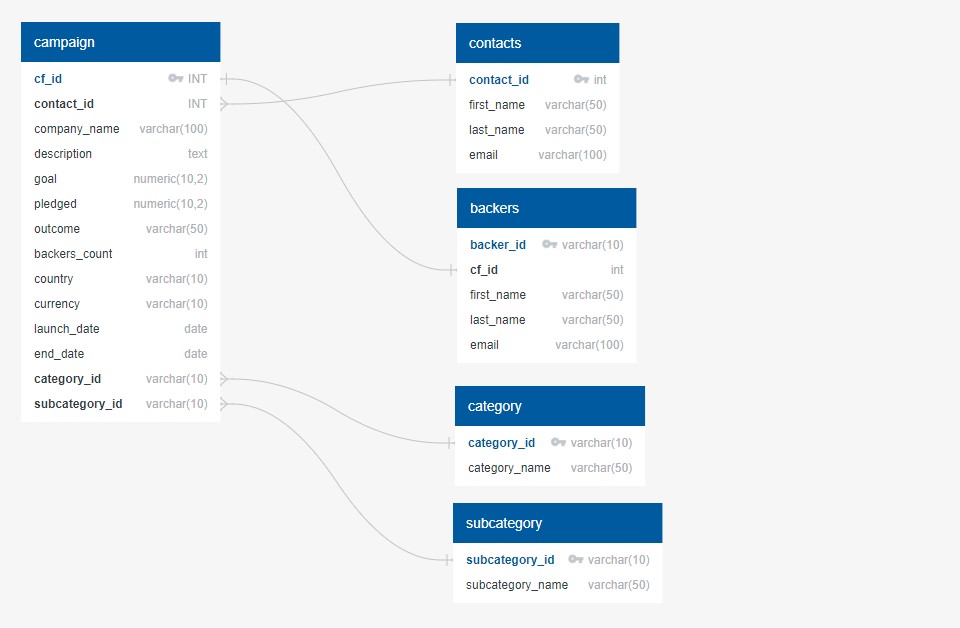 campaign
cf_id INT
contact_id INT
company_name varchar(100)
description text
goal numeric(10,2)
pledged numeric(10,2)
outcome varchar(50)
backers_count int
country varchar(10)
currency varchar(10)
launch_date date
end_date date
category_id varchar(10)
subcategory_id varchar(10)
contacts
contact_id int
first_name varchar(50)
last_name varchar(50)
email varchar(100)
backers
backer_id varchar(10)
cf_id int
first_name varchar(50)
last_name varchar(50)
email varchar(100)
category
category_id varchar(10)
category_name varchar(50)
subcategory
subcategory_id varchar(10)
subcategory_name varchar(50)